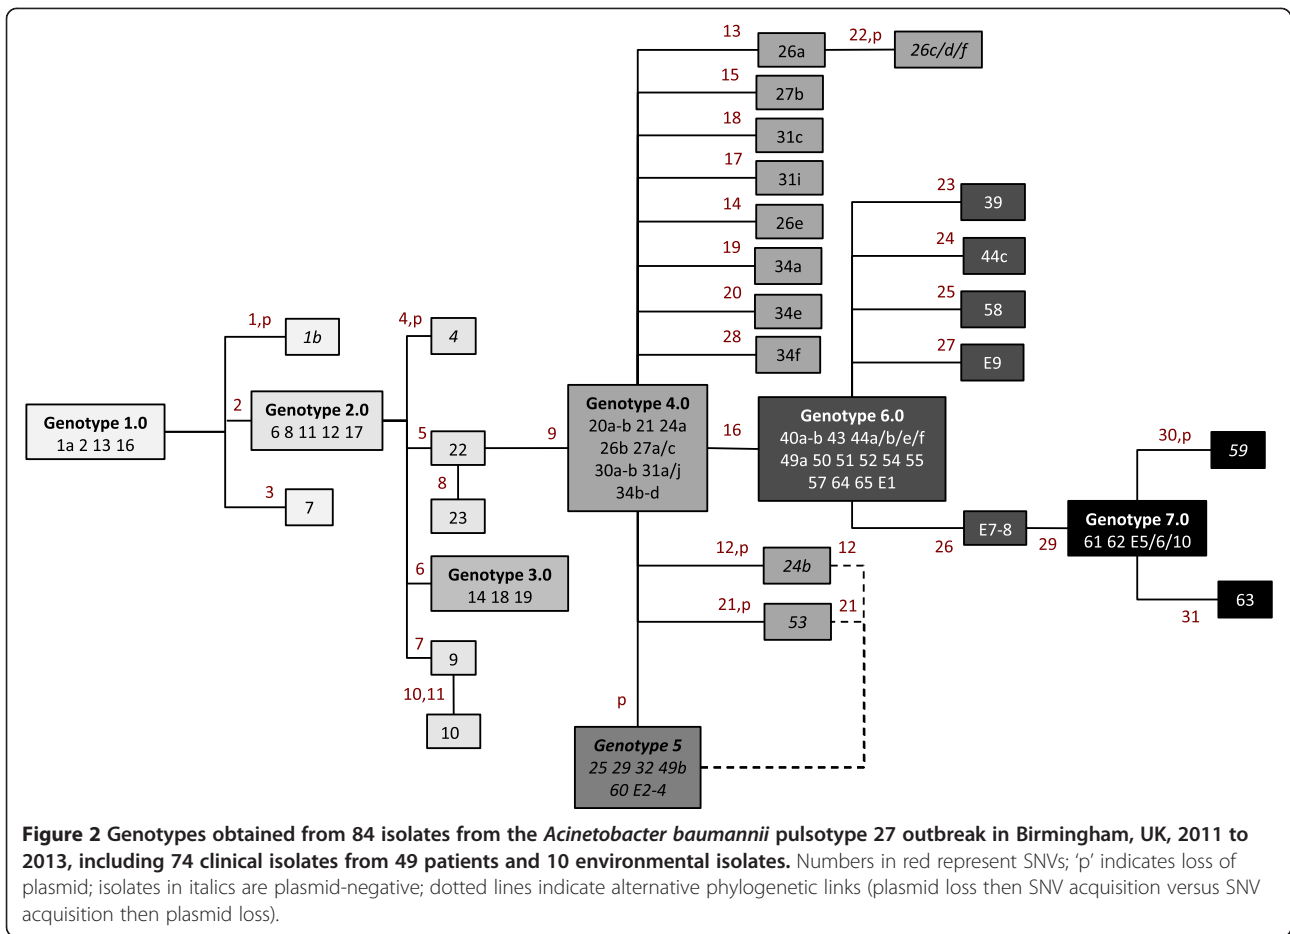 13
26a
22,p
26c/d/f
15
27b
18
31c
17
31i
14
26e
19
34a
20
34e
28
34f
23
39
24
44c
25
58
27
E9
1,p
1b
4,p
4
Genotype 1.0
1a 2 13 16
2
Genotype 2.0
6 8 11 12 17
3
7
5
22
8
23
6
Genotype 3.0
14 18 19
7
9
10,11
10
9
Genotype 4.0
20a-b 21 24a
26b 27a/c
30a-b 31a/j
34b-d
16
Genotype 6.0
40a-b 43 44a/b/e/f
49a 50 51 52 54 55
57 64 65 E1
26
E7-8
29
Genotype 7.0
61 62 E5/6/10
30,p
59
31
63
12,p
24b
12
21,p
53
21
p
Genotype 5
25 29 32 49b
60 E2-4
Figure 2 Genotypes obtained from 84 isolates from the Acinetobacter baumannii pulsotype 27 outbreak in Birmingham, UK, 2011 to
2013, including 74 clinical isolates from 49 patients and 10 environmental isolates. Numbers in red represent SNVs; ‘p’ indicates loss of
plasmid; isolates in italics are plasmid-negative; dotted lines indicate alternative phylogenetic links (plasmid loss then SNV acquisition versus SNV
acquisition then plasmid loss).